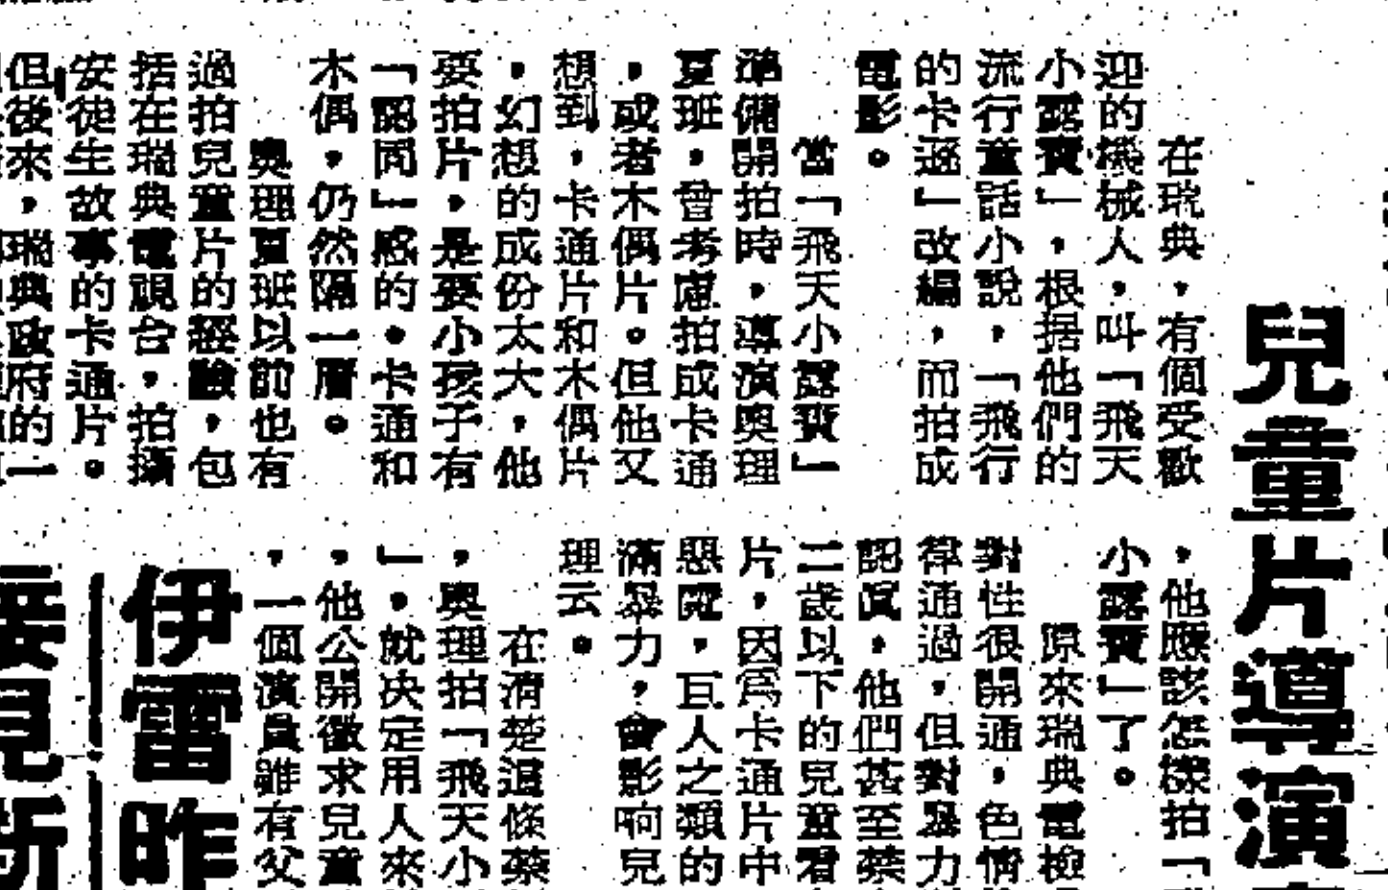 兒童片導演
在瑞典，有個受歡
迎的機械人，叫「飛天
小露寶」，根据他們的
流行童話小說，「飛行
的卡遜」改編，而拍成
電影。
當「飛天小露寶」
準備開拍時，導演奧理
夏班，曾考慮拍成卡通
，或者木偶片。但他又
想到，卡通片和木偶片
，幻想的成份太大，他
要拍片，是要小孩子有
「認同」感的。卡通和
木偶，仍然隔一層。
奧理夏班以前也有
過拍兒童片的經驗，包
括在瑞典電視台，拍攝
安徒生故事的卡通片。
但後來，瑞典政府的一
，他應該怎樣拍「
小露寶」了。
原來瑞典電檢
對性很開通，色情
律通過，但對暴力
認眞，他們甚至禁
二歲以下的兒童看
片，因爲卡通片中
惡魔，巨人之類的
滿暴力，會影响兒
理云。
在清楚這條禁
，奧理拍「飛天小
」，就决定用人來
，他公開徵求兒童
，一個演員雖有父
伊雷昨
接見新